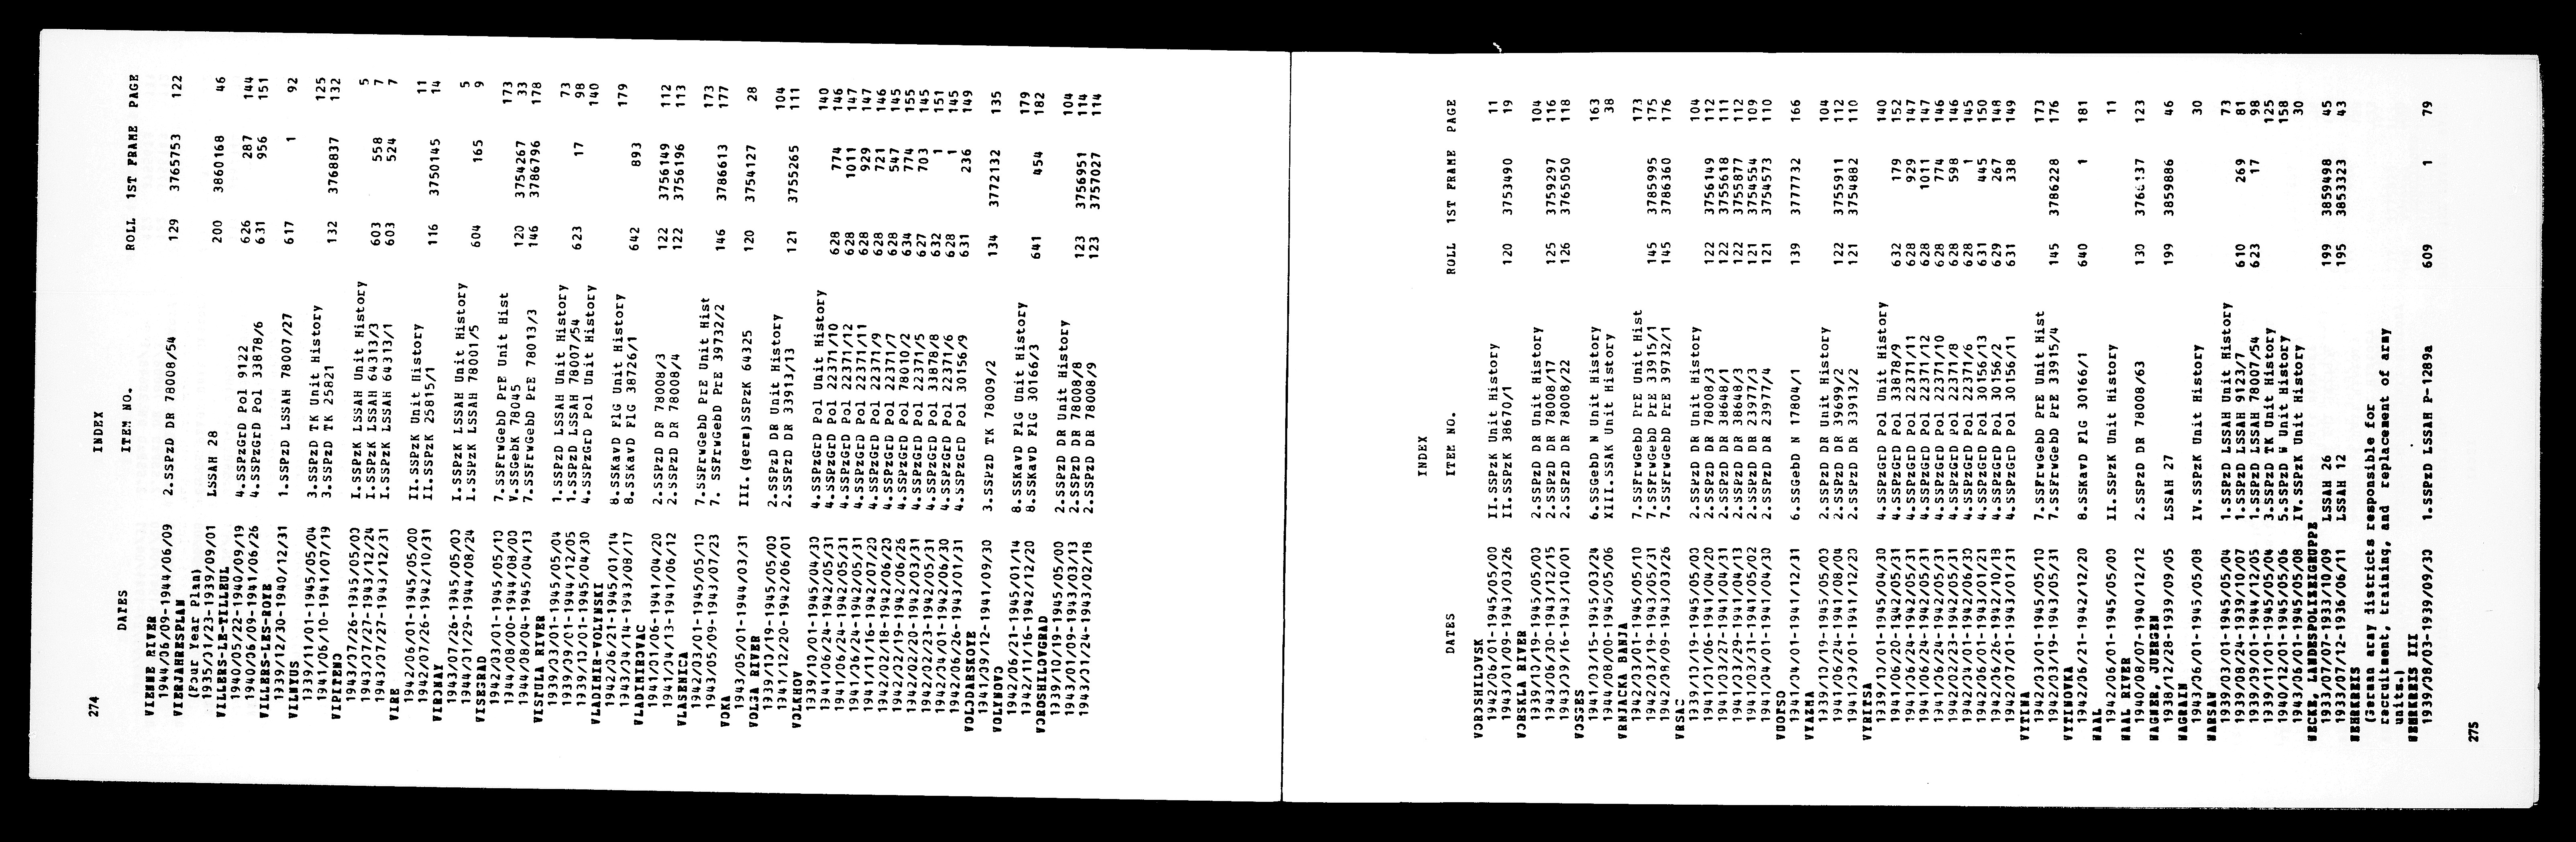 274
INDEX
DATES ITEM NO. ROLL 1ST FRAME PAGE
VIENNE RIVER
1944/06/09-1944/06/09 2.SSPzD DR 78008/54 129 3765753 122
VIERJAHRESPLAN
(Four Year Plan)
1935/01/23-1939/09/01 LSSAH 28 200 3860168 46
VILLERS-LE-TILLEUL
1940/05/22-1940/09/19 4.SSPzGrD Pol 9122 626 287 144
1940/06/09-1941/06/26 4.SSPzGrD Pol 33878/6 631 956 151
VILLERS-LES-ROYE
1939/12/30-1940/12/31 1.SSPzD LSSAH 78007/27 617 1 92
VILNYUS
1939/11/01-1945/05/04 3.SSPzD TK Unit History 125
1941/06/10-1941/07/19 3.SSPzD TK 25821 132 3768837 132
VIPITENO
1943/07/26-1945/05/00 I.SSPzK LSSAH Unit History 5
1943/07/27-1943/12/24 I.SSPzK LSSAH 64313/3 603 558 7
1943/07/27-1943/12/31 I.SSPzK LSSAH 64313/1 603 524 7
VIRE
1942/06/01-1945/05/00 II.SSPzK Unit History 11
1942/07/26-1942/10/31 II.SSPzK 25815/1 116 3750145 14
VIRONAY
1943/07/26-1945/05/00 I.SSPzK LSSAH Unit History 5
1944/01/29-1944/08/24 I.SSPzK LSSAH 78001/5 604 165 9
VISEGRAD
1942/03/01-1945/05/10 7.SSFrwGebD PrE Unit Hist 173
1944/08/00-1944/08/00 V.SSGebK 78045 120 3754267 33
1944/08/04-1945/04/13 7.SSFrwGebD PrE 78013/3 146 3786796 178
VISTULA RIVER
1939/03/01-1945/05/04 1.SSPzD LSSAH Unit History 73
1939/09/01-1944/12/05 1.SSPzD LSSAH 78007/54 623 17 98
1939/10/01-1945/04/30 4.SSPzGrD Pol Unit History 140
VLADIMIR-VOLYNSKI
1942/06/21-1945/01/14 8.SSKavD FlG Unit History 179
1943/04/14-1943/08/17 8.SSKavD FlG 38726/1 642 893
VLADIMIROVAC
1941/01/06-1941/04/20 2.SSPzD DR 78008/3 122 3756149 112
1941/04/13-1941/06/12 2.SSPzD DR 78008/4 122 3756196 113
VLASENICA
1942/03/01-1945/05/10 7.SSFrwGebD PrE Unit Hist 173
1943/05/09-1943/07/23 7. SSFrwGebD PrE 39732/2 146 3786613 177
VOKA
1943/05/01-1944/03/31 III.(germ)SSPzK 64325 120 3754127 28
VOLGA RIVER
1939/10/19-1945/05/00 2.SSPzD DR Unit History 104
1941/12/20-1942/06/01 2.SSPzD DR 33913/13 121 3755265 111
VOLKHOV
1939/10/01-1945/04/30 4.SSPzGrD Pol Unit History 140
1941/06/24-1942/05/31 4.SSPzGrD Pol 22371/10 628 774 146
1941/06/24-1942/05/31 4.SSPzGrD Pol 22371/12 628 1011 147
1941/06/24-1942/05/31 4.SSPzGrD Pol 22371/11 628 929 147
1941/11/16-1942/07/20 4.SSPzGrD Pol 22371/9 628 721 146
1942/02/18-1942/06/20 4.SSPzGrD Pol 22371/7 628 547 145
1942/02/19-1942/06/26 4.SSPzGrD Pol 78010/2 634 774 155
1942/02/20-1942/03/31 4.SSPzGrD Pol 22371/5 627 703 145
1942/02/23-1942/05/31 4.SSPzGrD Pol 33878/8 632 1 151
1942/04/01-1942/06/30 4.SSPzGrD Pol 22371/6 628 1 145
1942/06/26-1943/01/31 4.SSPzGrD Pol 30156/9 631 236 149
VOLODARSKOYE
1941/09/12-1941/09/30 3.SSPzD TK 78009/2 134 3772132 135
VOLYNOVO
1942/06/21-1945/01/14 8.SSKavD FlG Unit History 179
1942/11/16-1942/12/20 8.SSKavD FlG 30166/3 641 454 182
VOROSHILOVGRAD
1939/10/19-1945/05/00 2.SSPzD DR Unit History 104
1943/01/09-1943/03/13 2.SSPzD DR 78008/8 123 3756951 114
1943/01/24-1943/02/18 2.SSPzD DR 78008/9 123 3757027 114
INDEX
DATES ITEM NO. ROLL 1ST FRAME PAGE
VOROSHILOVSK
1942/06/01-1945/05/00 II.SSPzK Unit History 11
1943/01/09-1943/03/26 II.SSPzK 38670/1 120 3753490 19
VORSKLA RIVER
1939/10/19-1945/05/00 2.SSPzD DR Unit History 104
1943/06/30-1943/12/15 2.SSPzD DR 78008/17 125 3759297 116
1943/09/16-1943/10/01 2.SSPzD DR 78008/22 126 3765050 118
VOSGES
1941/03/15-1945/03/24 6.SSGebD N Unit History 163
1944/08/00-1945/05/06 XIII.SSAK Unit History 38
VRNJACKA BANJA
1942/03/01-1945/05/10 7.SSFrwGebD PrE Unit Hist 173
1942/03/19-1943/05/31 7.SSFrwGebD PrE 33915/1 145 3785995 175
1942/08/09-1943/03/26 7.SSFrwGebD PrE 39732/1 145 3786360 176
VRSAC
1939/10/19-1945/05/00 2.SSPzD DR Unit History 104
1941/01/06-1941/04/20 2.SSPzD DR 78008/3 122 3756149 112
1941/03/27-1941/04/31 2.SSPzD DR 38648/1 122 3755618 111
1941/03/29-1941/04/13 2.SSPzD DR 38648/3 122 3755877 112
1941/03/31-1941/05/02 2.SSPzD DR 23977/3 121 3754554 109
1941/04/01-1941/04/30 2.SSPzD DR 23977/4 121 3754573 110
VUOTSO
1941/04/01-1941/12/31 6.SSGebD N 17804/1 139 3777732 166
VYAZMA
1939/10/19-1945/05/00 2.SSPzD DR Unit History 104
1941/04/09-1941/08/04 2.SSPzD DR 39699/2 122 3755911 112
1941/09/01-1941/12/20 2.SSPzD DR 33913/2 121 3754882 110
VYRITSA
1939/10/01-1945/04/30 4.SSPzGrD Pol Unit History 140
1941/06/20-1942/05/31 4.SSPzGrD Pol 33878/9 632 179 152
1941/06/24-1942/05/31 4.SSPzGrD Pol 22371/11 628 929 147
1941/06/24-1942/05/31 4.SSPzGrD Pol 22371/12 628 1011 147
1941/06/24-1942/05/31 4.SSPzGrD Pol 22371/10 628 774 146
1942/02/23-1942/05/31 4.SSPzGrD Pol 22371/8 628 598 146
1942/04/01-1942/06/30 4.SSPzGrD Pol 22371/6 628 1 145
1942/06/23-1943/01/21 4.SSPzGrD Pol 30156/13 631 445 150
1942/06/26-1942/10/18 4.SSPzGrD Pol 30156/2 629 267 148
1942/07/01-1943/01/31 4.SSPzGrD Pol 30156/11 631 338 149
VYTINA
1942/03/01-1945/05/10 7.SSFrwGebD PrE Unit Hist 173
1942/03/19-1943/05/31 7.SSFrwGebD PrE 33915/4 145 3786228 176
VYTINOVKA
1942/06/21-1942/12/20 8.SSKavD FlG 30166/1 640 1 181
WAAL
1942/06/01-1945/05/00 II.SSPzK Unit History 11
WAAL RIVER
1940/08/07-1940/12/12 2.SSPzD DR 78008/63 130 123
WAGNER, JUERGEN
1938/12/28-1939/09/05 LSSAH 27 199 3859886 46
WAGRAIN
1943/06/01-1945/05/08 IV.SSPzK Unit History 30
WARSAW
1939/03/01-1945/05/04 1.SSPzD LSSAH Unit History 73
1939/08/24-1939/10/07 1.SSPzD LSSAH 9123/7 610 269 81
1939/09/01-1944/12/05 1.SSPzD LSSAH 78007/54 623 17 98
1939/11/01-1945/05/04 3.SSPzD TK Unit History 125
1940/12/01-1945/05/06 5.SSPzD W Unit History 158
1943/06/01-1945/05/08 IV.SSPzK Unit History 30
WECKE, LANDESPOLIZEIGRUPPE
1933/07/07-1933/10/09 LSSAH 26 199 3859498 45
1933/07/12-1936/06/11 LSSAH 12 195 3853323 43
WEHRKREIS
(German army districts responsible for
recruitment, training, and replacement of army
units.)
WEHRKREIS III
1939/08/03-1939/09/30 1.SSPzD LSSAH P-1289a 609 1 79
275